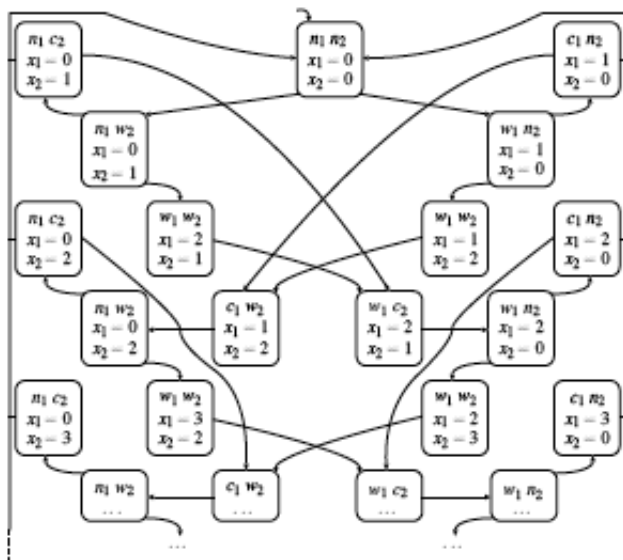 n₁ c₂
x₁ = 0
x₂ = 1
n₁ n₂
x₁ = 0
x₂ = 0
c₁ n₂
x₁ = 1
x₂ = 0
n₁ w₂
x₁ = 0
x₂ = 1
w₁ n₂
x₁ = 1
x₂ = 0
n₁ c₂
x₁ = 0
x₂ = 2
w₁ w₂
x₁ = 2
x₂ = 1
w₁ w₂
x₁ = 1
x₂ = 2
c₁ n₂
x₁ = 2
x₂ = 0
n₁ w₂
x₁ = 0
x₂ = 2
c₁ w₂
x₁ = 1
x₂ = 2
w₁ c₂
x₁ = 2
x₂ = 1
w₁ n₂
x₁ = 2
x₂ = 0
n₁ c₂
x₁ = 0
x₂ = 3
w₁ w₂
x₁ = 3
x₂ = 2
w₁ w₂
x₁ = 2
x₂ = 3
c₁ n₂
x₁ = 3
x₂ = 0
n₁ w₂
...
c₁ w₂
...
w₁ c₂
...
w₁ n₂
...
...
...